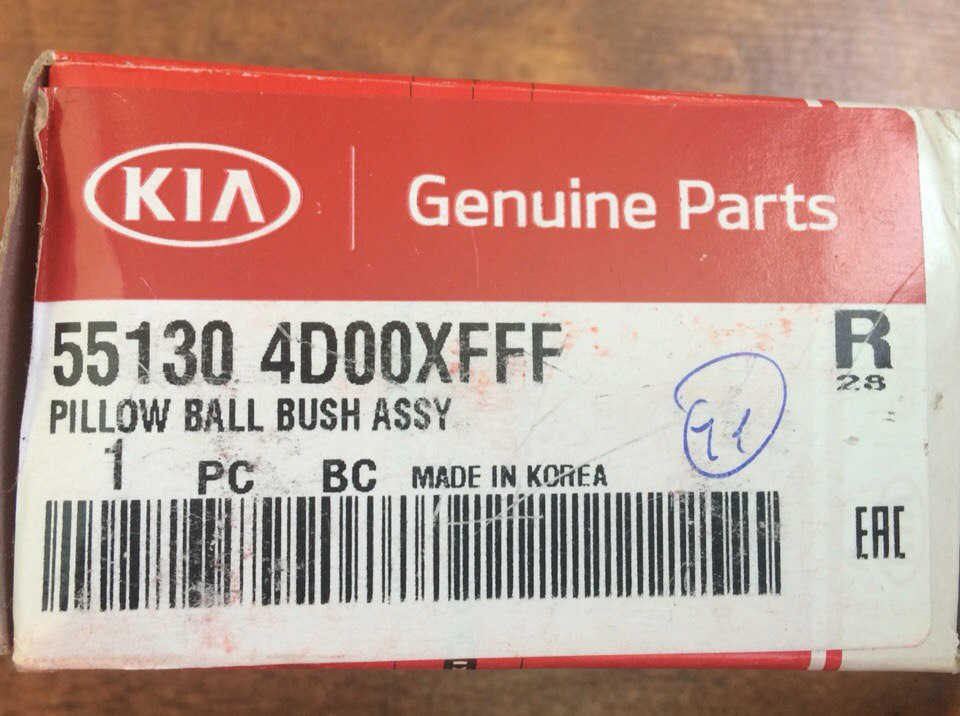 KIA Genuine Parts
55130 4D00XFFF
R
28
PILLOW BALL BUSH ASSY
1 PC BC MADE IN KOREA
EAC